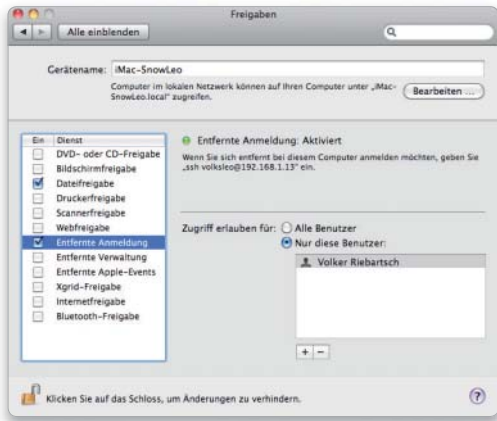 Freigaben
Alle einblenden
Gerätename: iMac-SnowLeo
Computer im lokalen Netzwerk können auf Ihren Computer unter „iMac-
SnowLeo.local“ zugreifen.
Bearbeiten ...
Ein Dienst
DVD- oder CD-Freigabe
Bildschirmfreigabe
Dateifreigabe
Druckerfreigabe
Scannerfreigabe
Webfreigabe
Entfernte Anmeldung
Entfernte Verwaltung
Entfernte Apple-Events
Xgrid-Freigabe
Internetfreigabe
Bluetooth-Freigabe
Entfernte Anmeldung: Aktiviert
Wenn Sie sich entfernt bei diesem Computer anmelden möchten, geben Sie
„ssh volksleo@192.168.1.13“ ein.
Zugriff erlauben für: Alle Benutzer
Nur diese Benutzer:
Volker Riebartsch
+ −
Klicken Sie auf das Schloss, um Änderungen zu verhindern.
?